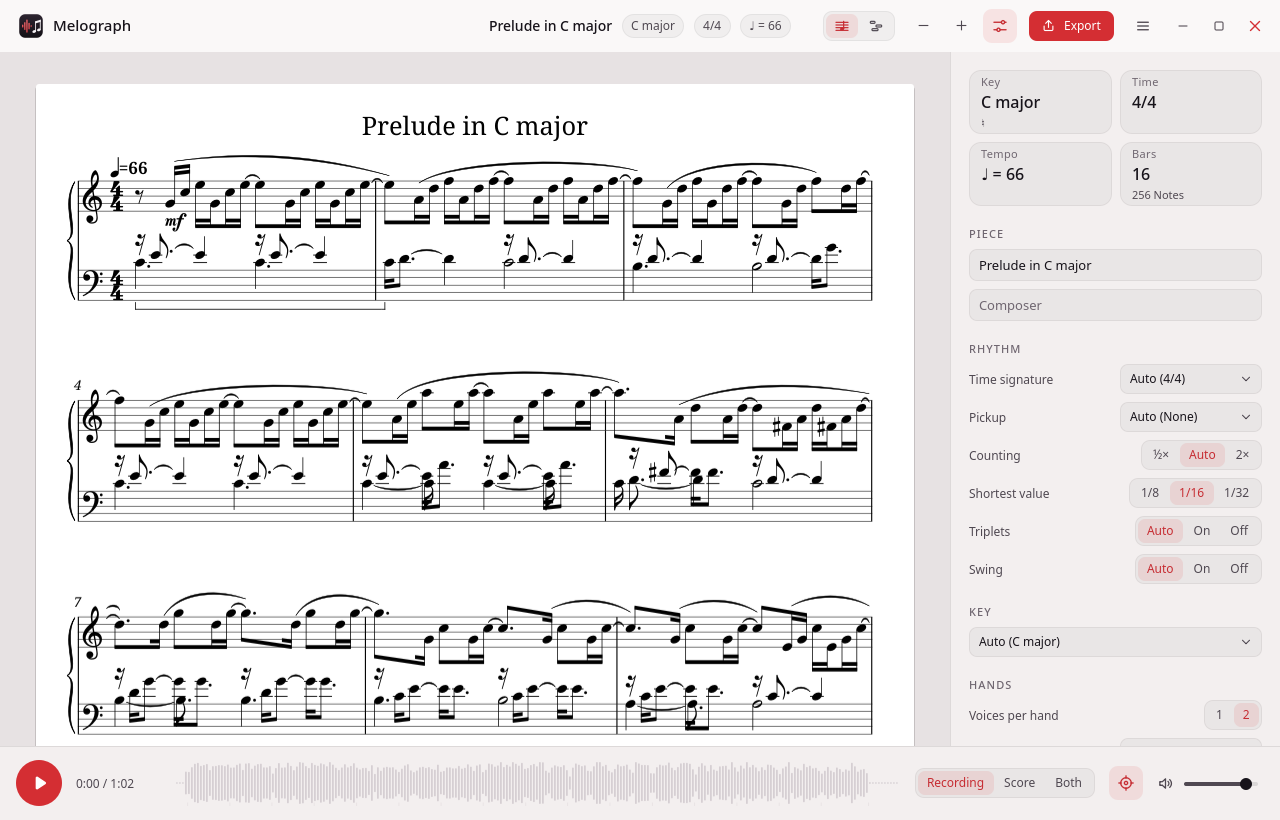 Melograph
Prelude in C major
C major
4/4
♩ = 66
Export
Prelude in C major
♩=66
mf
4
7
Key
C major
♮
Time
4/4
Tempo
♩ = 66
Bars
16
256 Notes
PIECE
Prelude in C major
Composer
RHYTHM
Time signature
Auto (4/4)
Pickup
Auto (None)
Counting
½× Auto 2×
Shortest value
1/8 1/16 1/32
Triplets
Auto On Off
Swing
Auto On Off
KEY
Auto (C major)
HANDS
Voices per hand
1 2
0:00 / 1:02
Recording Score Both